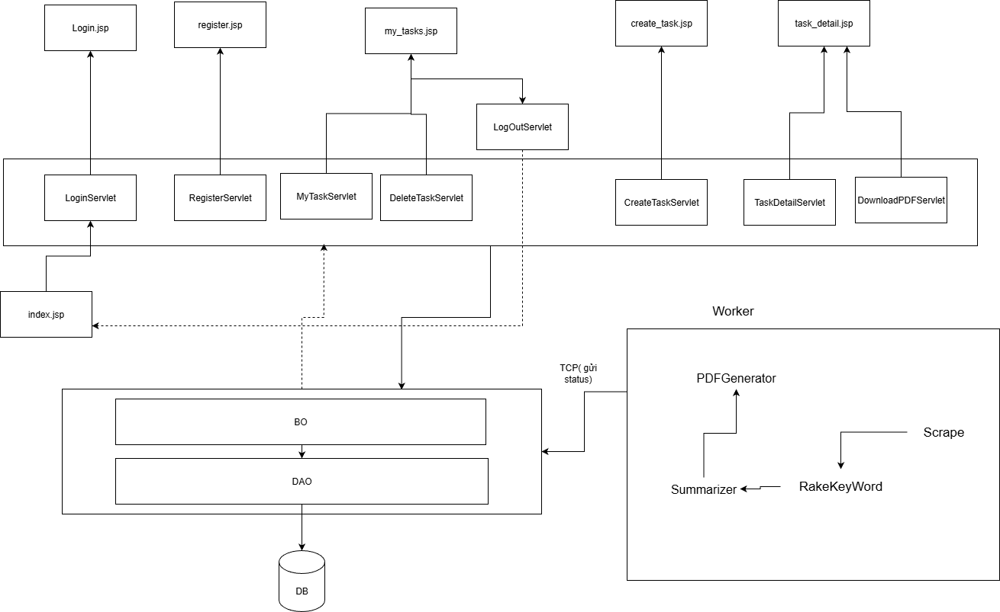 Login.jsp
register.jsp
my_tasks.jsp
create_task.jsp
task_detail.jsp
LogOutServlet
LoginServlet
RegisterServlet
MyTaskServlet
DeleteTaskServlet
CreateTaskServlet
TaskDetailServlet
DownloadPDFServlet
index.jsp
Worker
TCP( gửi
status)
PDFGenerator
BO
Scrape
DAO
Summarizer
RakeKeyWord
DB